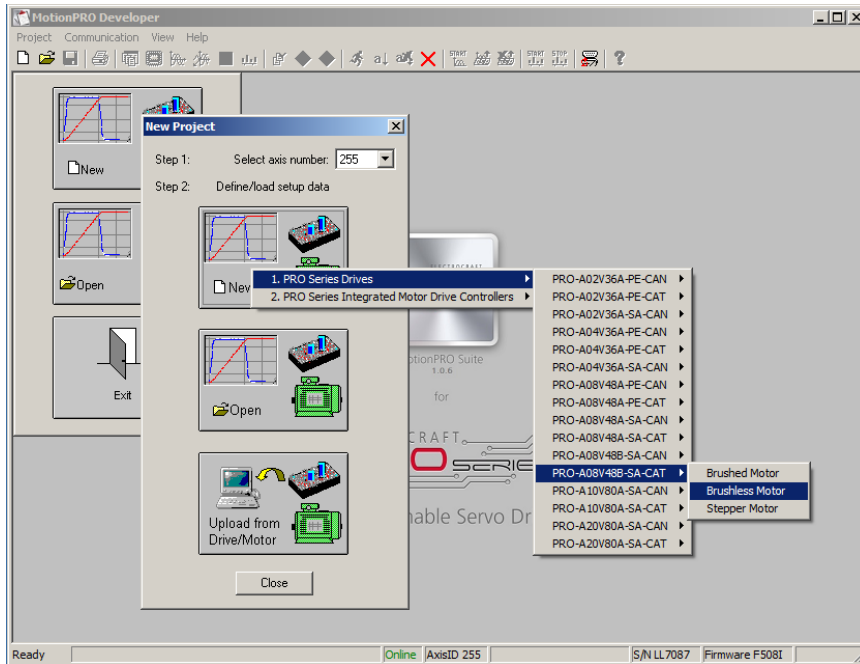 MotionPRO Developer
Project Communication View Help
START START STOP
New
Open
Exit
New Project
Step 1: Select axis number: 255
Step 2: Define/load setup data
New
Open
Upload from
Drive/Motor
Close
1. PRO Series Drives
2. PRO Series Integrated Motor Drive Controllers
PRO-A02V36A-PE-CAN
PRO-A02V36A-PE-CAT
PRO-A02V36A-SA-CAN
PRO-A04V36A-PE-CAN
PRO-A04V36A-PE-CAT
PRO-A04V36A-SA-CAN
PRO-A08V48A-PE-CAN
PRO-A08V48A-PE-CAT
PRO-A08V48A-SA-CAN
PRO-A08V48A-SA-CAT
PRO-A08V48B-SA-CAN
PRO-A08V48B-SA-CAT
PRO-A10V80A-SA-CAN
PRO-A10V80A-SA-CAT
PRO-A20V80A-SA-CAN
PRO-A20V80A-SA-CAT
Brushed Motor
Brushless Motor
Stepper Motor
otionPRO Suite
1.0.6
for
CRAFT
O SERIE
nable Servo Dr
Ready Online AxisID 255 S/N LL7087 Firmware F508I